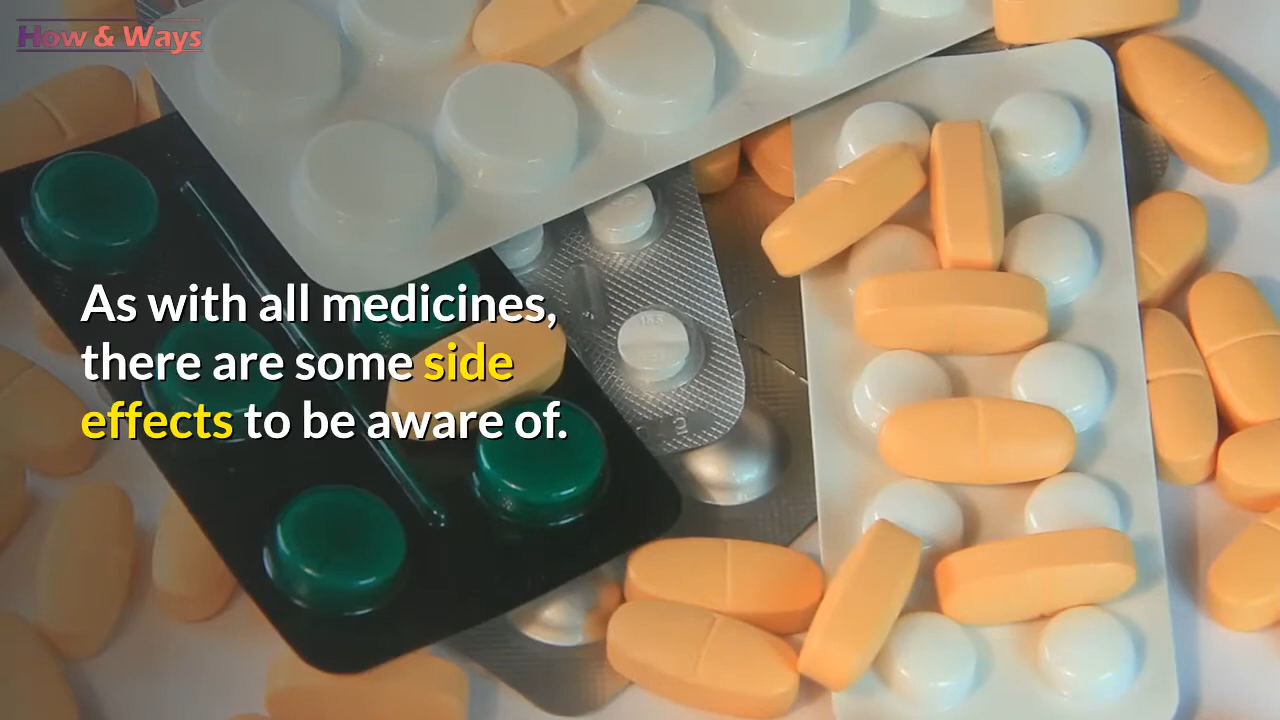 How & Ways
As with all medicines,
there are some side
effects to be aware of.